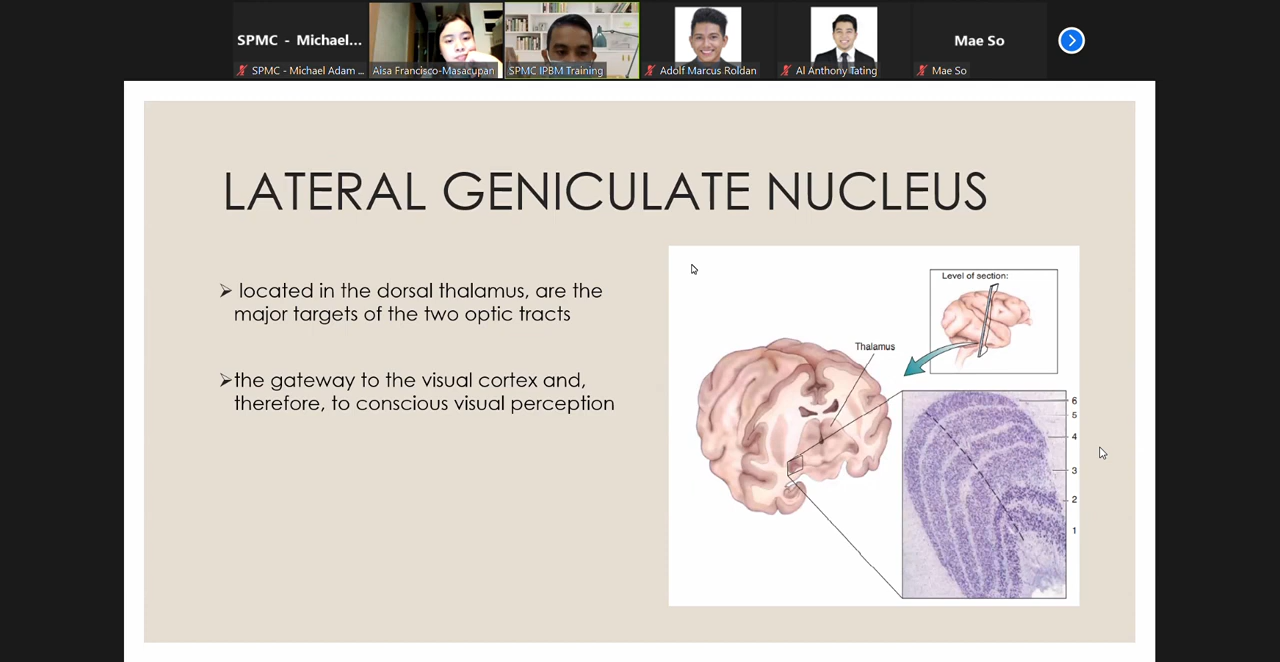 SPMC - Michael...
Mae So
SPMC - Michael Adam ...
Aisa Francisco-Masacupan
SPMC IPBM Training
Adolf Marcus Roldan
Al Anthony Tating
Mae So
LATERAL GENICULATE NUCLEUS
located in the dorsal thalamus, are the
major targets of the two optic tracts
the gateway to the visual cortex and,
therefore, to conscious visual perception
Level of section:
Thalamus
6
5
4
3
2
1